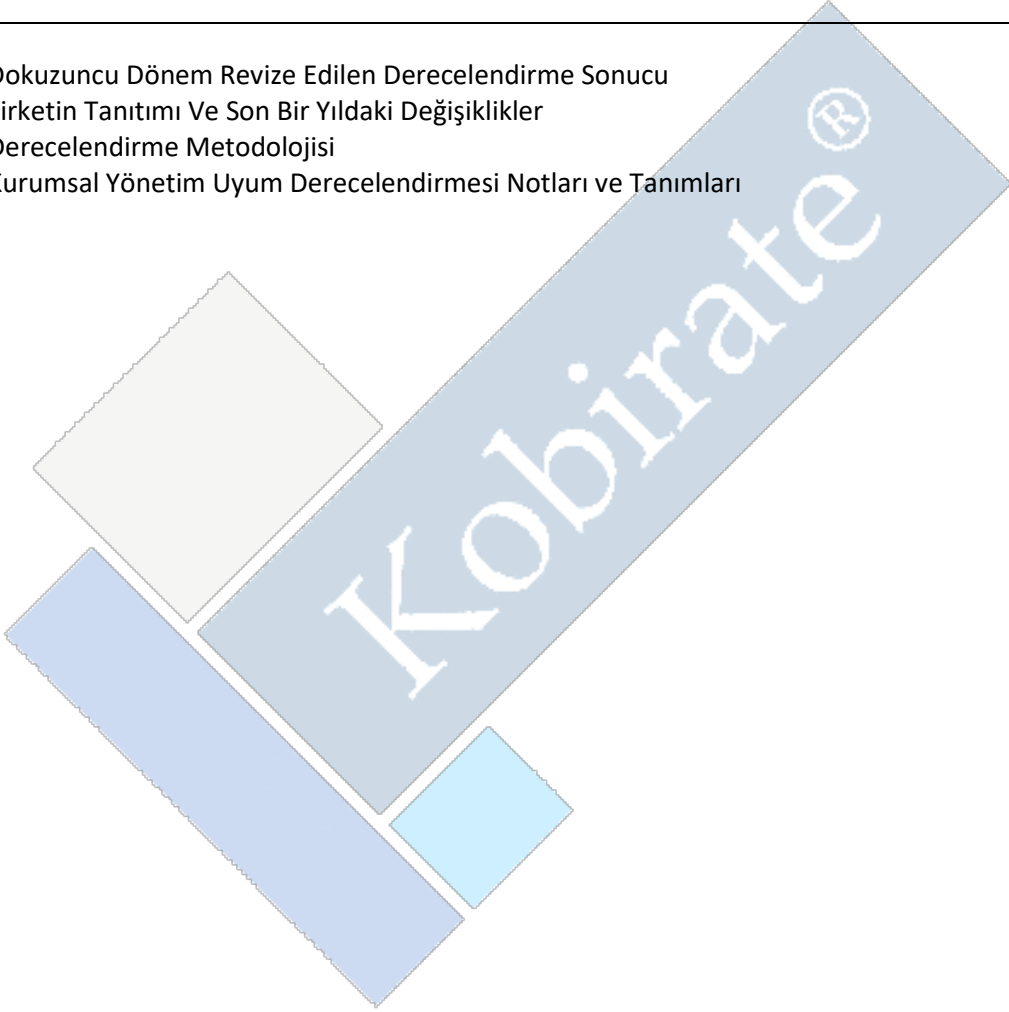 Dokuzuncu Dönem Revize Edilen Derecelendirme Sonucu
irketin Tanıtımı Ve Son Bir Yıldaki Değişiklikler
Derecelendirme Metodolojisi
Kurumsal Yönetim Uyum Derecelendirmesi Notları ve Tanımları
Kobirate ®